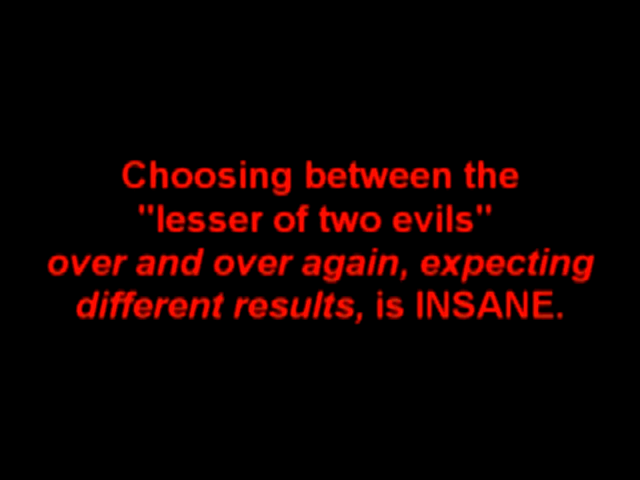 Choosing between the
"lesser of two evils"
over and over again, expecting
different results, is INSANE.